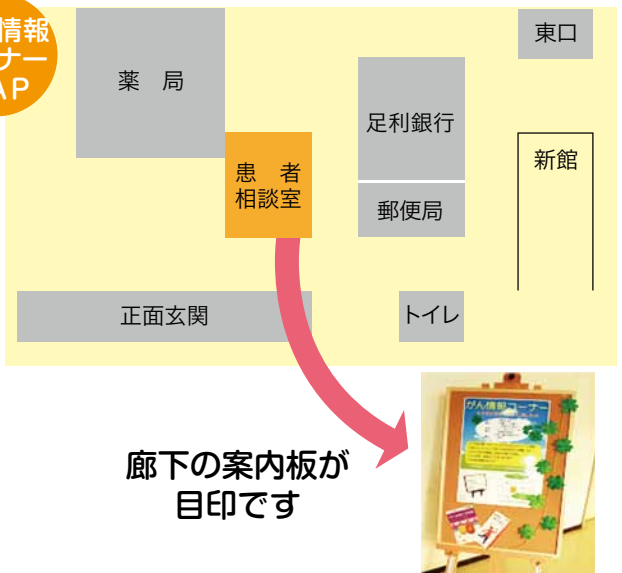 情報
ナー
AP
東口
薬 局
足利銀行
新館
患 者
相談室
郵便局
正面玄関
トイレ
がん情報コーナー
廊下の案内板が
目印です